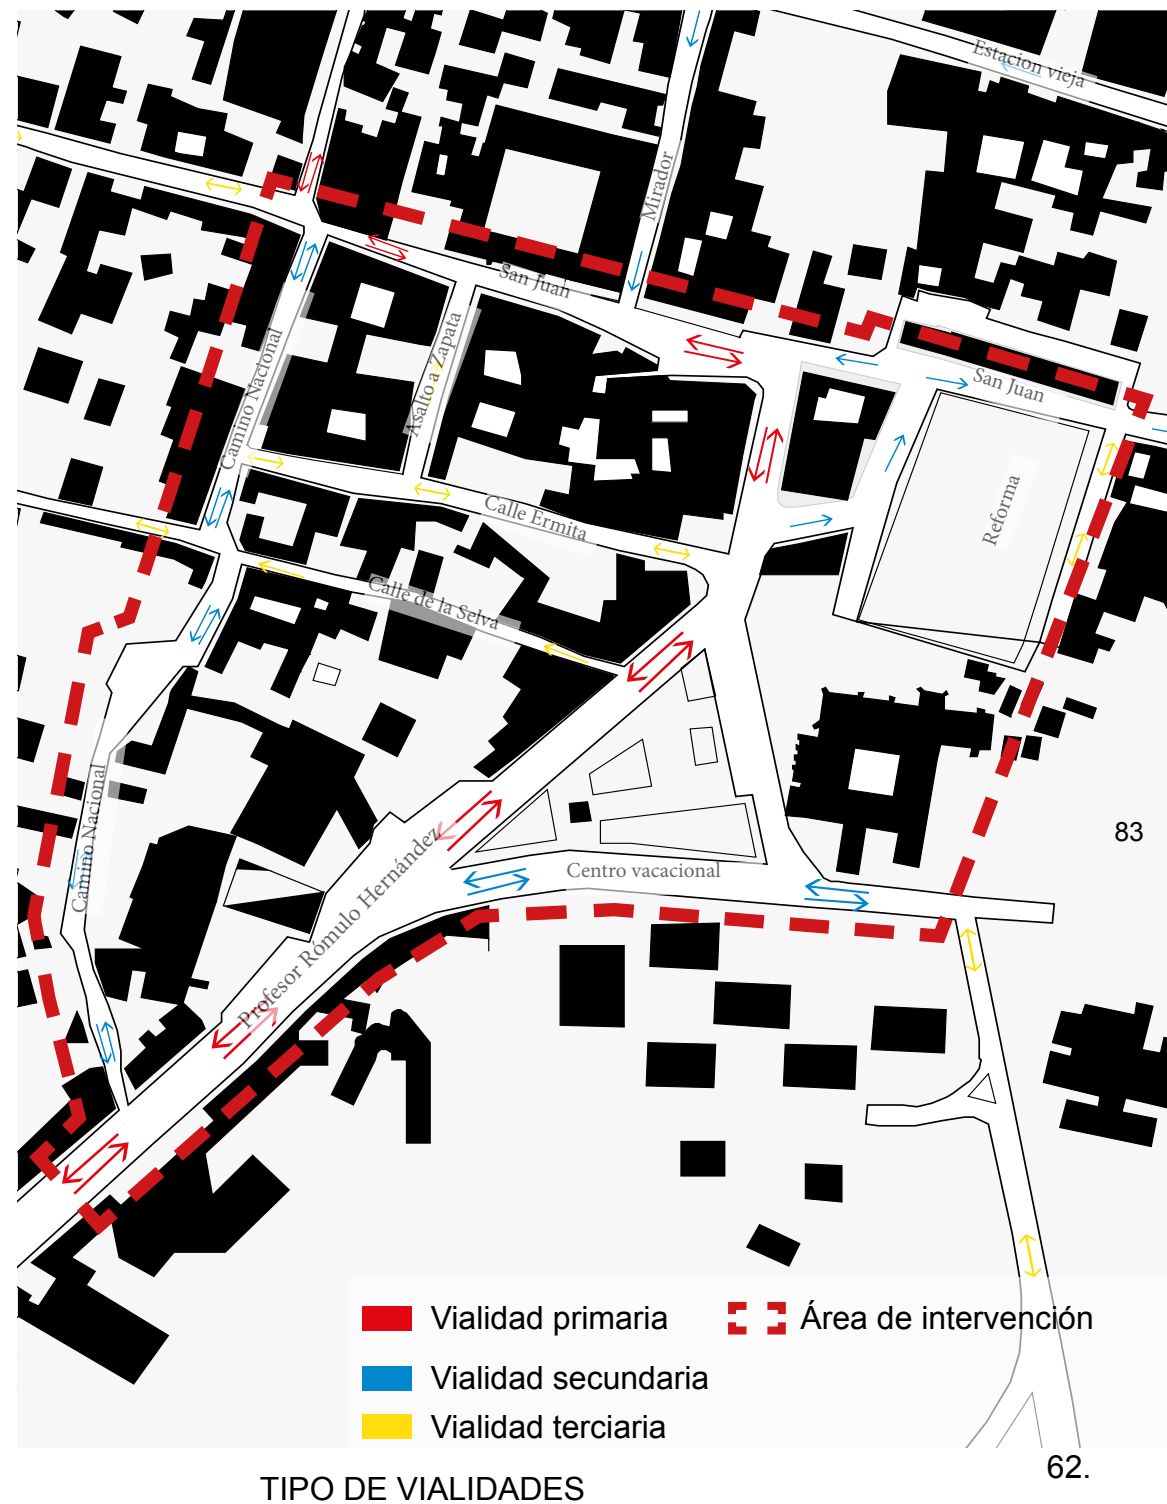 Estacion vieja
Mirador
San Juan
San Juan
Asalto a Zapata
Camino Nacional
Reforma
Calle Ermita
Calle de la Selva
Camino Nacional
83
Centro vacacional
Profesor Rómulo Hernández
Vialidad primaria
Área de intervención
Vialidad secundaria
Vialidad terciaria
62.
TIPO DE VIALIDADES